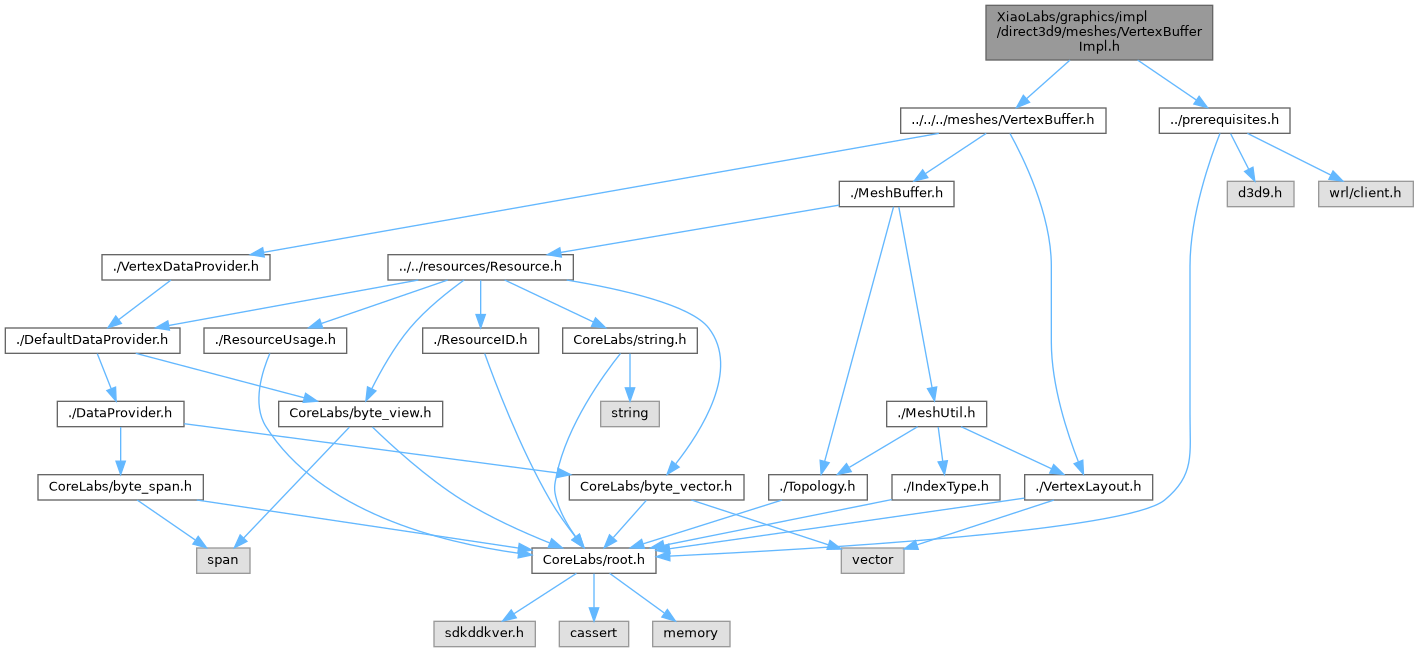 XiaoLabs/graphics/impl
/direct3d9/meshes/VertexBuffer
Impl.h
../../../meshes/VertexBuffer.h
../prerequisites.h
./MeshBuffer.h
d3d9.h
wrl/client.h
./VertexDataProvider.h
../../resources/Resource.h
./DefaultDataProvider.h
./ResourceUsage.h
./ResourceID.h
CoreLabs/string.h
./DataProvider.h
CoreLabs/byte_view.h
string
./MeshUtil.h
CoreLabs/byte_span.h
CoreLabs/byte_vector.h
./Topology.h
./IndexType.h
./VertexLayout.h
span
CoreLabs/root.h
vector
sdkddkver.h
cassert
memory